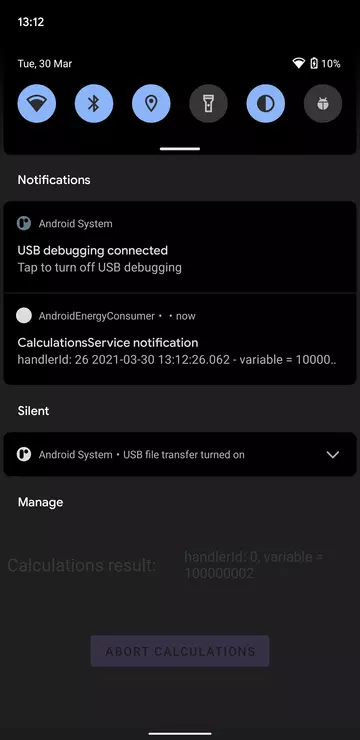 13:12
Tue, 30 Mar
10%
Notifications
Android System
USB debugging connected
Tap to turn off USB debugging
AndroidEnergyConsumer • • now
CalculationsService notification
handlerId: 26 2021-03-30 13:12:26.062 - variable = 10000..
Silent
Android System • USB file transfer turned on
Manage
Calculations result:
handlerId: 0, variable =
100000002
ABORT CALCULATIONS